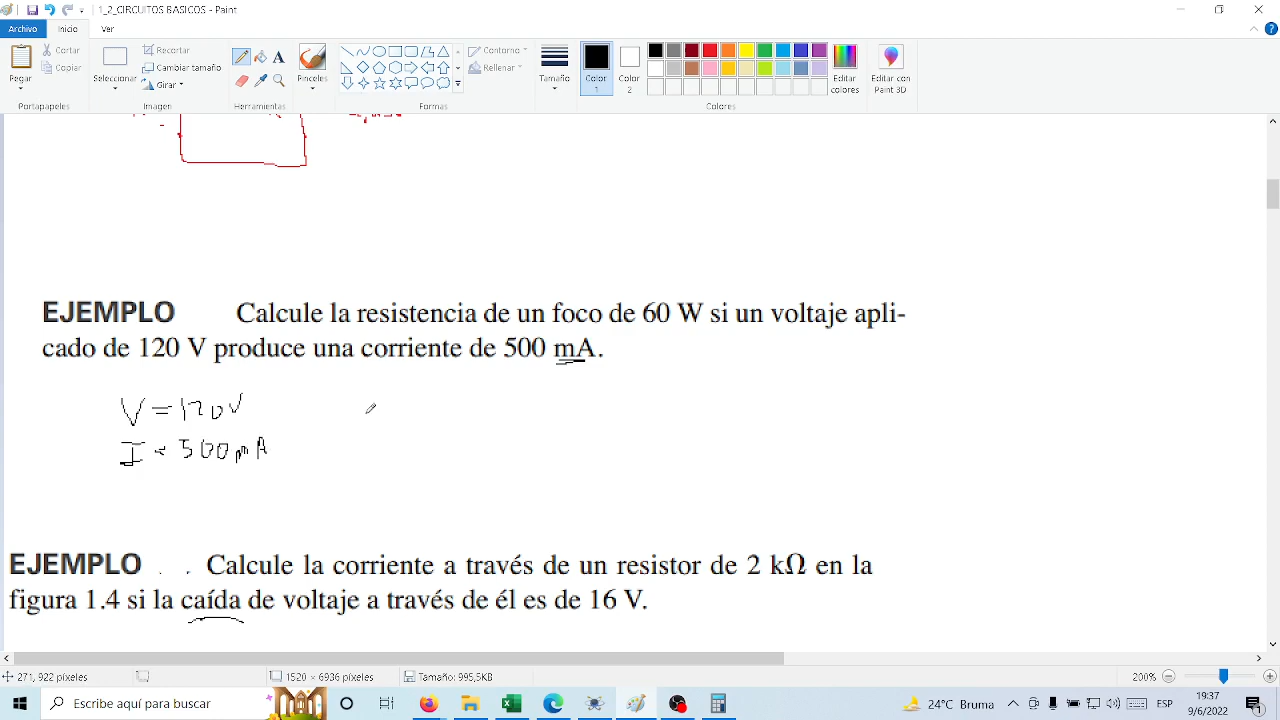 1_2_CIRCUITOS BASICOS - Paint
Archivo Inicio Ver
Pegar Cortar Copiar Portapapeles
Recortar Cambiar tamaño Girar Imagen
Herramientas
Pinceles
Contorno Rellenar Formas
Tamaño
Color 1 Color 2 Editar colores Colores
Editar con Paint 3D
EJEMPLO Calcule la resistencia de un foco de 60 W si un voltaje apli-
cado de 120 V produce una corriente de 500 mA.
V = 120V
I = 500mA
EJEMPLO Calcule la corriente a través de un resistor de 2 kΩ en la
figura 1.4 si la caída de voltaje a través de él es de 16 V.
271, 922 píxeles 1520 × 6936 píxeles Tamaño: 995,5KB 200%
Escribe aquí para buscar 24°C Bruma ESP 19:37
9/6/2022